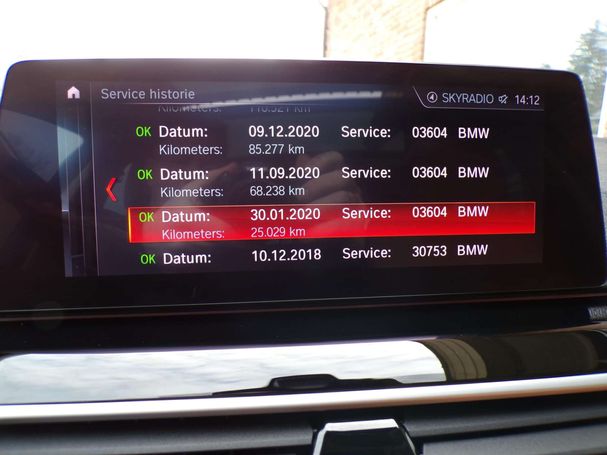 Service historie
④ SKYRADIO 14:12
OK Datum: 09.12.2020 Service: 03604 BMW
Kilometers: 85.277 km
OK Datum: 11.09.2020 Service: 03604 BMW
Kilometers: 68.238 km
OK Datum: 30.01.2020 Service: 03604 BMW
Kilometers: 25.029 km
OK Datum: 10.12.2018 Service: 30753 BMW